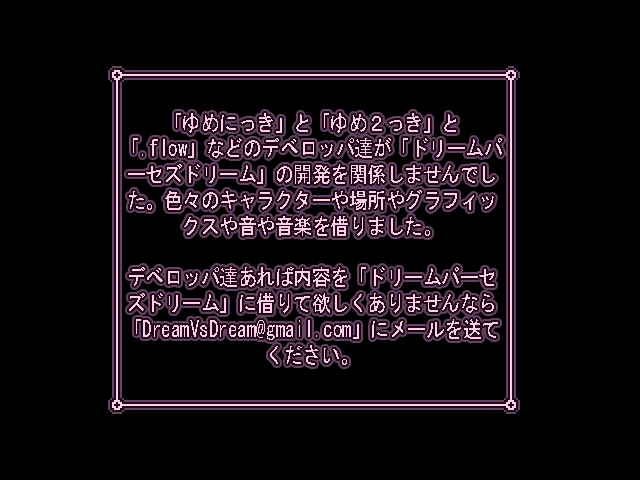 「ゆめにっき」と「ゆめ２っき」と
「.flow」などのデベロッパ達が「ドリームバ
ーセズドリーム」の開発を関係しませんでし
た。色々のキャラクターや場所やグラフィッ
クスや音や音楽を借りました。
デベロッパ達あれば内容を「ドリームバーセ
ズドリーム」に借りて欲しくありませんなら
「DreamVsDream@gmail.com」にメールを送て
ください。